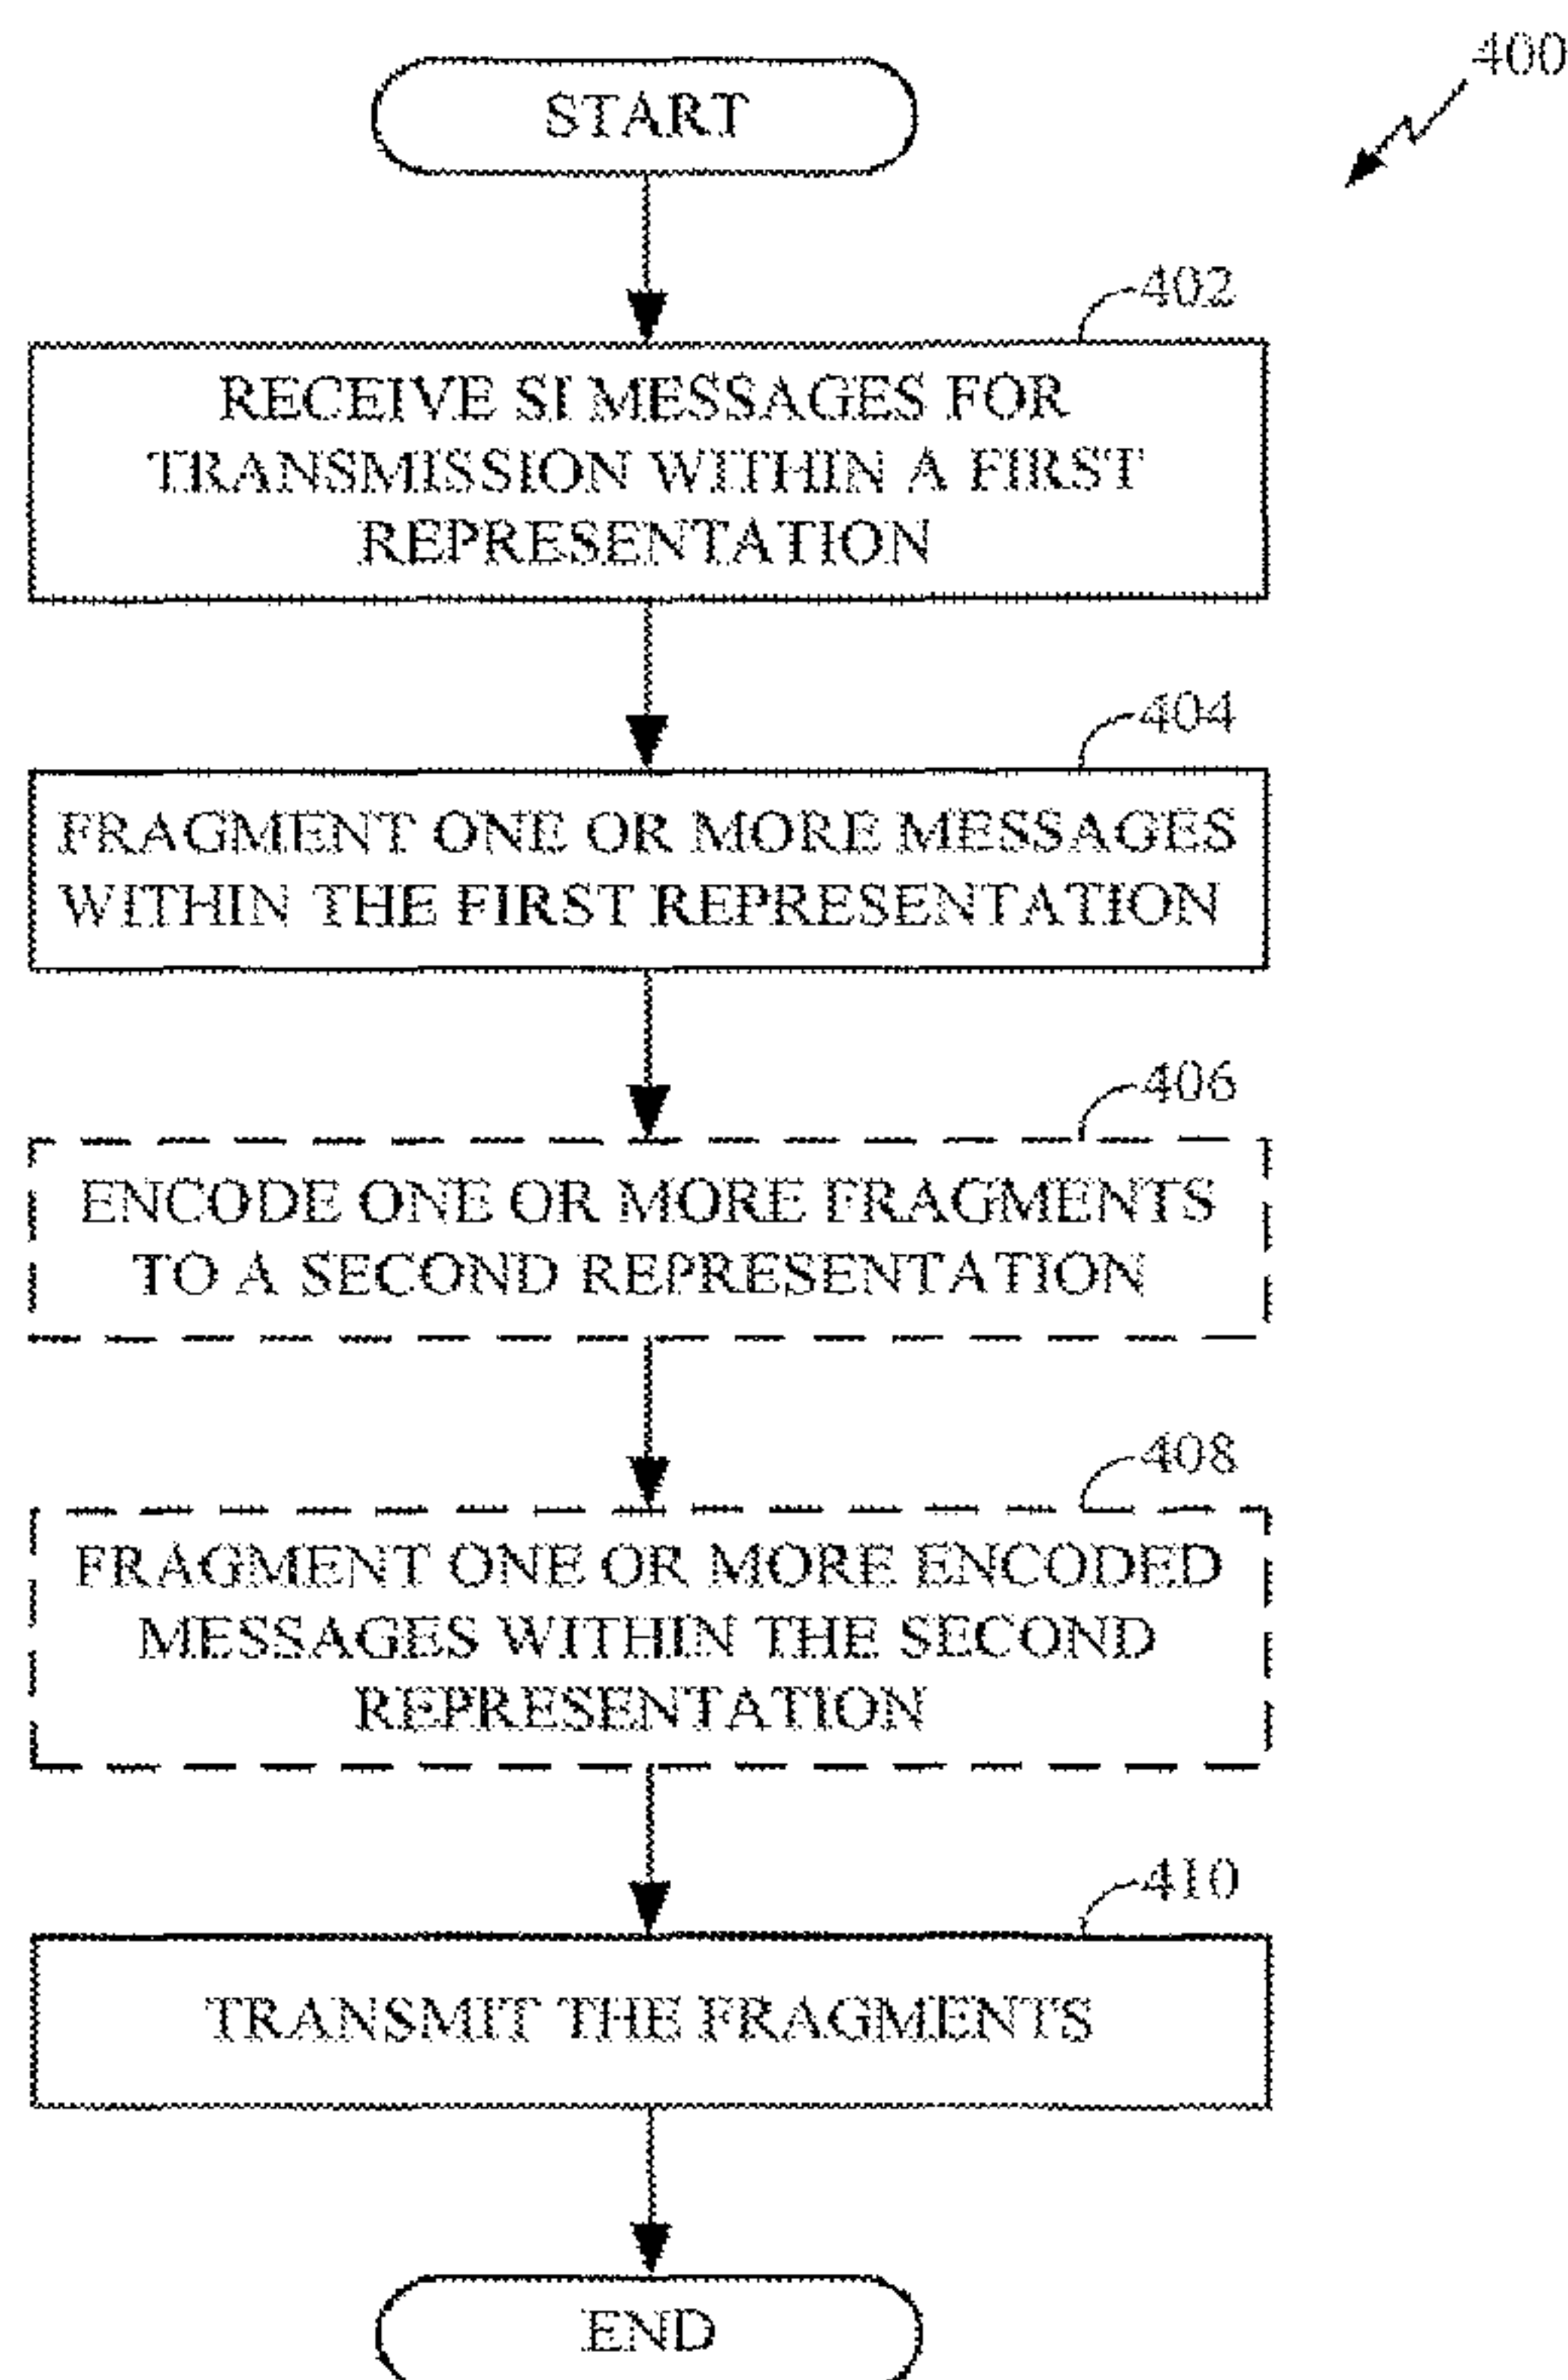 400
START
402
RECEIVE SI MESSAGES FOR
TRANSMISSION WITHIN A FIRST
REPRESENTATION
404
FRAGMENT ONE OR MORE MESSAGES
WITHIN THE FIRST REPRESENTATION
406
ENCODE ONE OR MORE FRAGMENTS
TO A SECOND REPRESENTATION
408
FRAGMENT ONE OR MORE ENCODED
MESSAGES WITHIN THE SECOND
REPRESENTATION
410
TRANSMIT THE FRAGMENTS
END